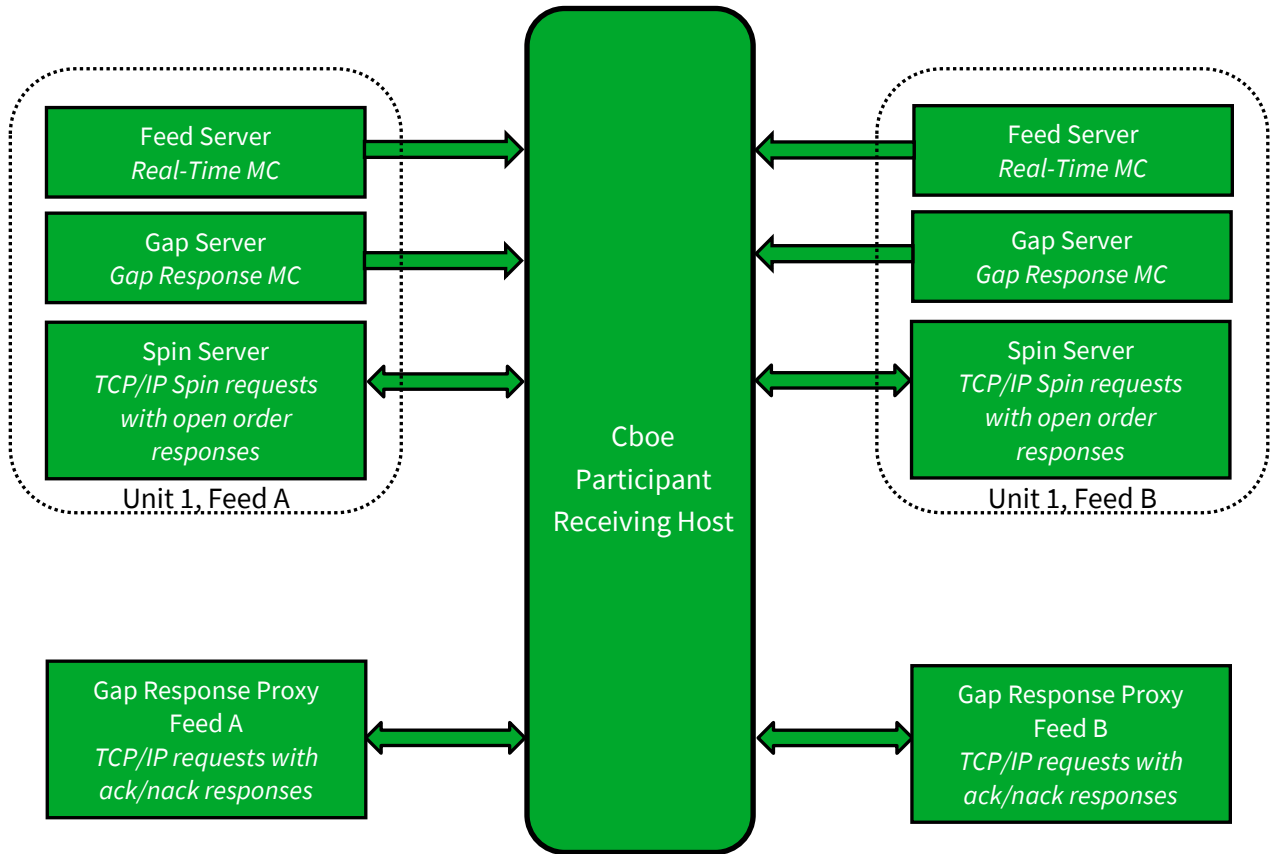 Feed Server
Real-Time MC
Gap Server
Gap Response MC
Spin Server
TCP/IP Spin requests
with open order
responses
Unit 1, Feed A
Gap Response Proxy
Feed A
TCP/IP requests with
ack/nack responses
Cboe
Participant
Receiving Host
Feed Server
Real-Time MC
Gap Server
Gap Response MC
Spin Server
TCP/IP Spin requests
with open order
responses
Unit 1, Feed B
Gap Response Proxy
Feed B
TCP/IP requests with
ack/nack responses